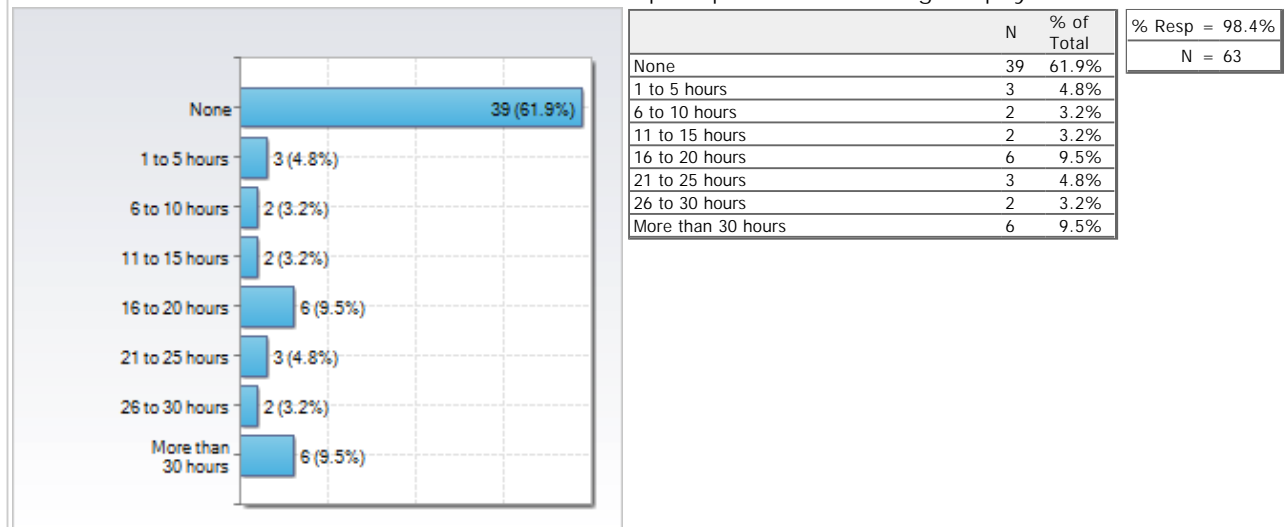 None 39 (61.9%)
1 to 5 hours 3 (4.8%)
6 to 10 hours 2 (3.2%)
11 to 15 hours 2 (3.2%)
16 to 20 hours 6 (9.5%)
21 to 25 hours 3 (4.8%)
26 to 30 hours 2 (3.2%)
More than
30 hours 6 (9.5%)
N % of
Total
None 39 61.9%
1 to 5 hours 3 4.8%
6 to 10 hours 2 3.2%
11 to 15 hours 2 3.2%
16 to 20 hours 6 9.5%
21 to 25 hours 3 4.8%
26 to 30 hours 2 3.2%
More than 30 hours 6 9.5%
% Resp = 98.4%
N = 63